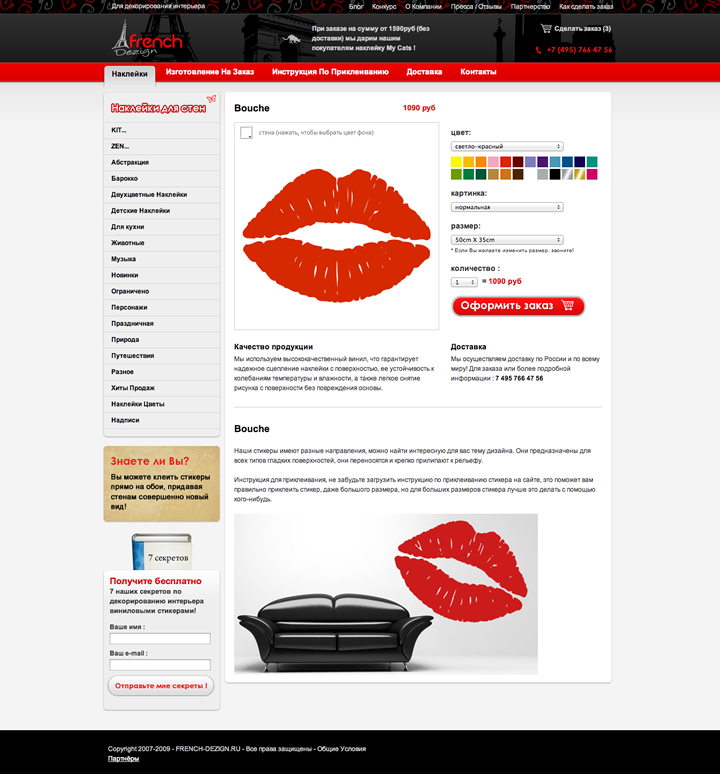 Для декорирования интерьера
Блог Конкурс О Компании Пресса / Отзывы Партнерство Как сделать заказ
french
Dezign
При заказе на сумму от 1590руб (без
доставки) мы дарим нашим
покупателям наклейку My Cats !
Сделать заказ (3)
+7 (495) 766 47 56
Наклейки Изготовление На Заказ Инструкция По Приклеиванию Доставка Контакты
Наклейки для стен
KIT...
ZEN...
Абстракция
Барокко
Двухцветные Наклейки
Детские Наклейки
Для кухни
Животные
Музыка
Новинки
Ограничено
Персонажи
Праздничная
Природа
Путешествия
Разное
Хиты Продаж
Наклейки Цветы
Надписи
Знаете ли Вы?
Вы можете клеить стикеры
прямо на обои, придавая
стенам совершенно новый
вид!
7 секретов
Получите бесплатно
7 наших секретов по
декорированию интерьера
виниловыми стикерами!
Ваше имя :
Ваш e-mail :
Отправьте мне секреты !
Bouche 1090 руб
стена (нажать, чтобы выбрать цвет фона)
цвет:
светло-красный
картинка:
нормальная
размер:
50cm X 35cm
* Если Вы желаете изменить размер, звоните!
количество :
1 = 1090 руб
Оформить заказ
Качество продукции
Мы используем высококачественный винил, что гарантирует
надежное сцепление наклейки с поверхностью, ее устойчивость к
колебаниям температуры и влажности, а также легкое снятие
рисунка с поверхности без повреждения основы.
Доставка
Мы осуществляем доставку по России и по всему
миру! Для заказа или более подробной
информации : 7 495 766 47 56
Bouche
Наши стикеры имеют разные направления, можно найти интересную для вас тему дизайна. Они предназначены для
всех типов гладких поверхностей, они переносятся и крепко прилипают к рельефу.
Инструкция для приклеивания, не забудьте загрузить инструкцию по приклеиванию стикера на сайте, это поможет вам
правильно приклеить стикер, даже большого размера, но для больших размеров стикера лучше это делать с помощью
кого-нибудь.
Copyright 2007-2009 - FRENCH-DEZIGN.RU - Все права защищены - Общие Условия
Партнёры